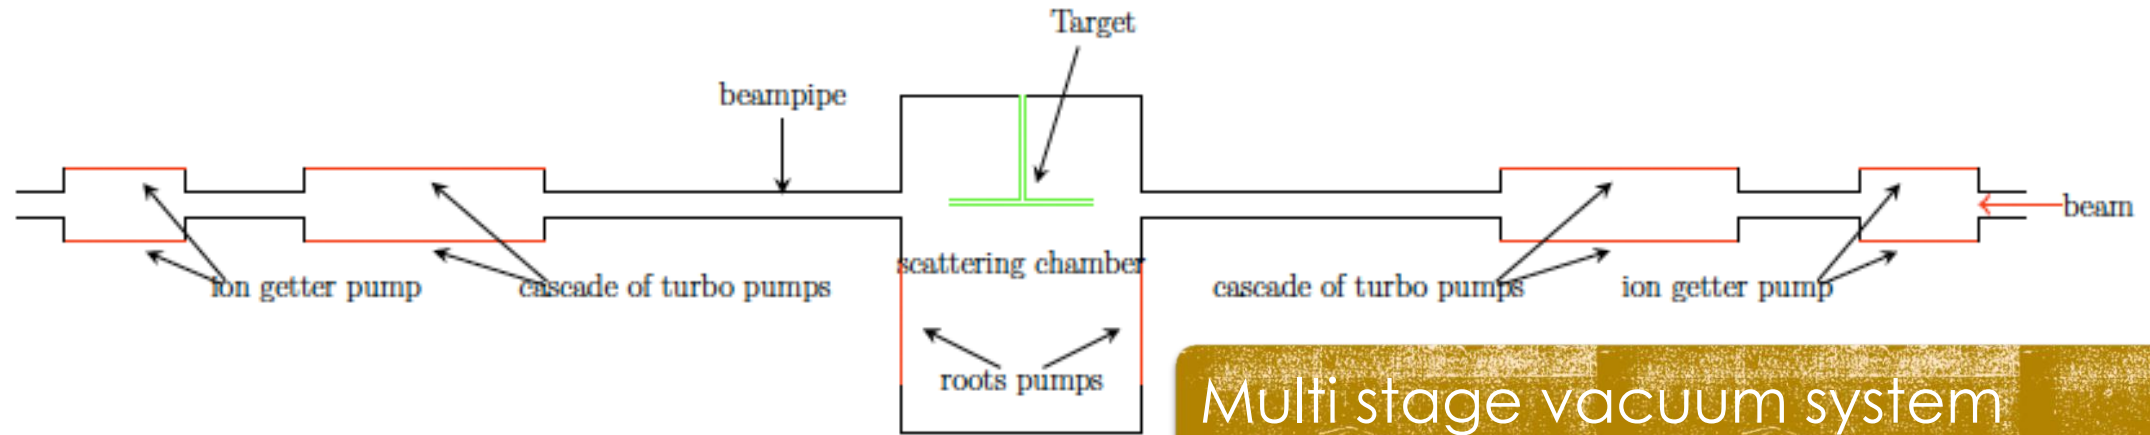 Target
beampipe
beam
scattering chamber
ion getter pump
cascade of turbo pumps
cascade of turbo pumps
ion getter pump
roots pumps
Multi stage vacuum system